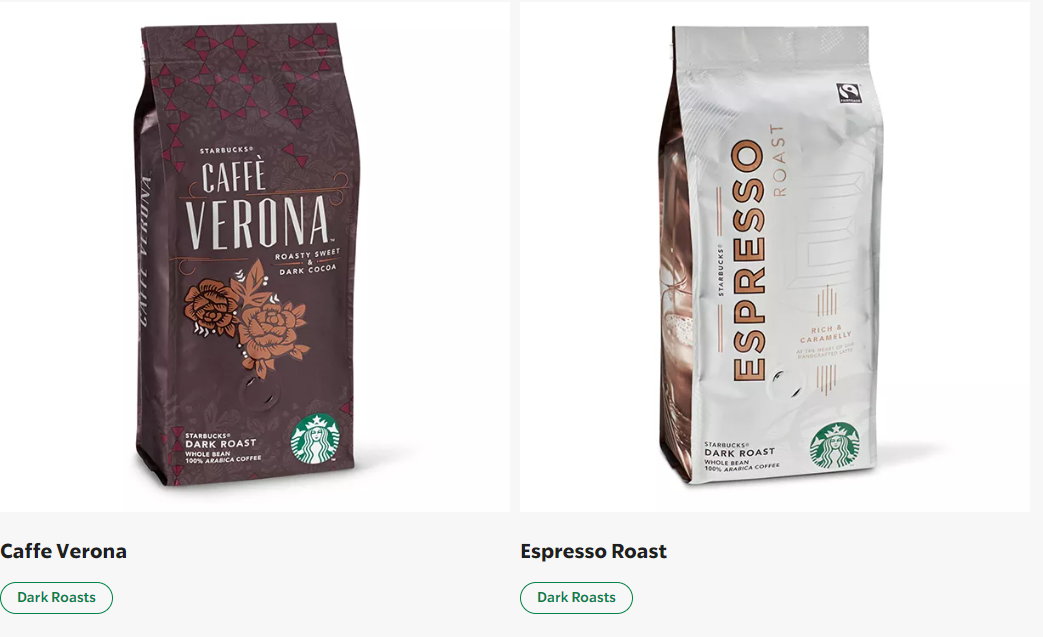 STARBUCKS®
CAFFÈ
VERONA™
ROASTY SWEET
&
DARK COCOA
CAFFÈ VERONA
STARBUCKS®
DARK ROAST
WHOLE BEAN
100% ARABICA COFFEE
FAIRTRADE
STARBUCKS®
ESPRESSO
ROAST
RICH &
CARAMELLY
AT THE HEART OF OUR
HANDCRAFTED LATTE
STARBUCKS®
DARK ROAST
WHOLE BEAN
100% ARABICA COFFEE
Caffe Verona
Espresso Roast
Dark Roasts
Dark Roasts